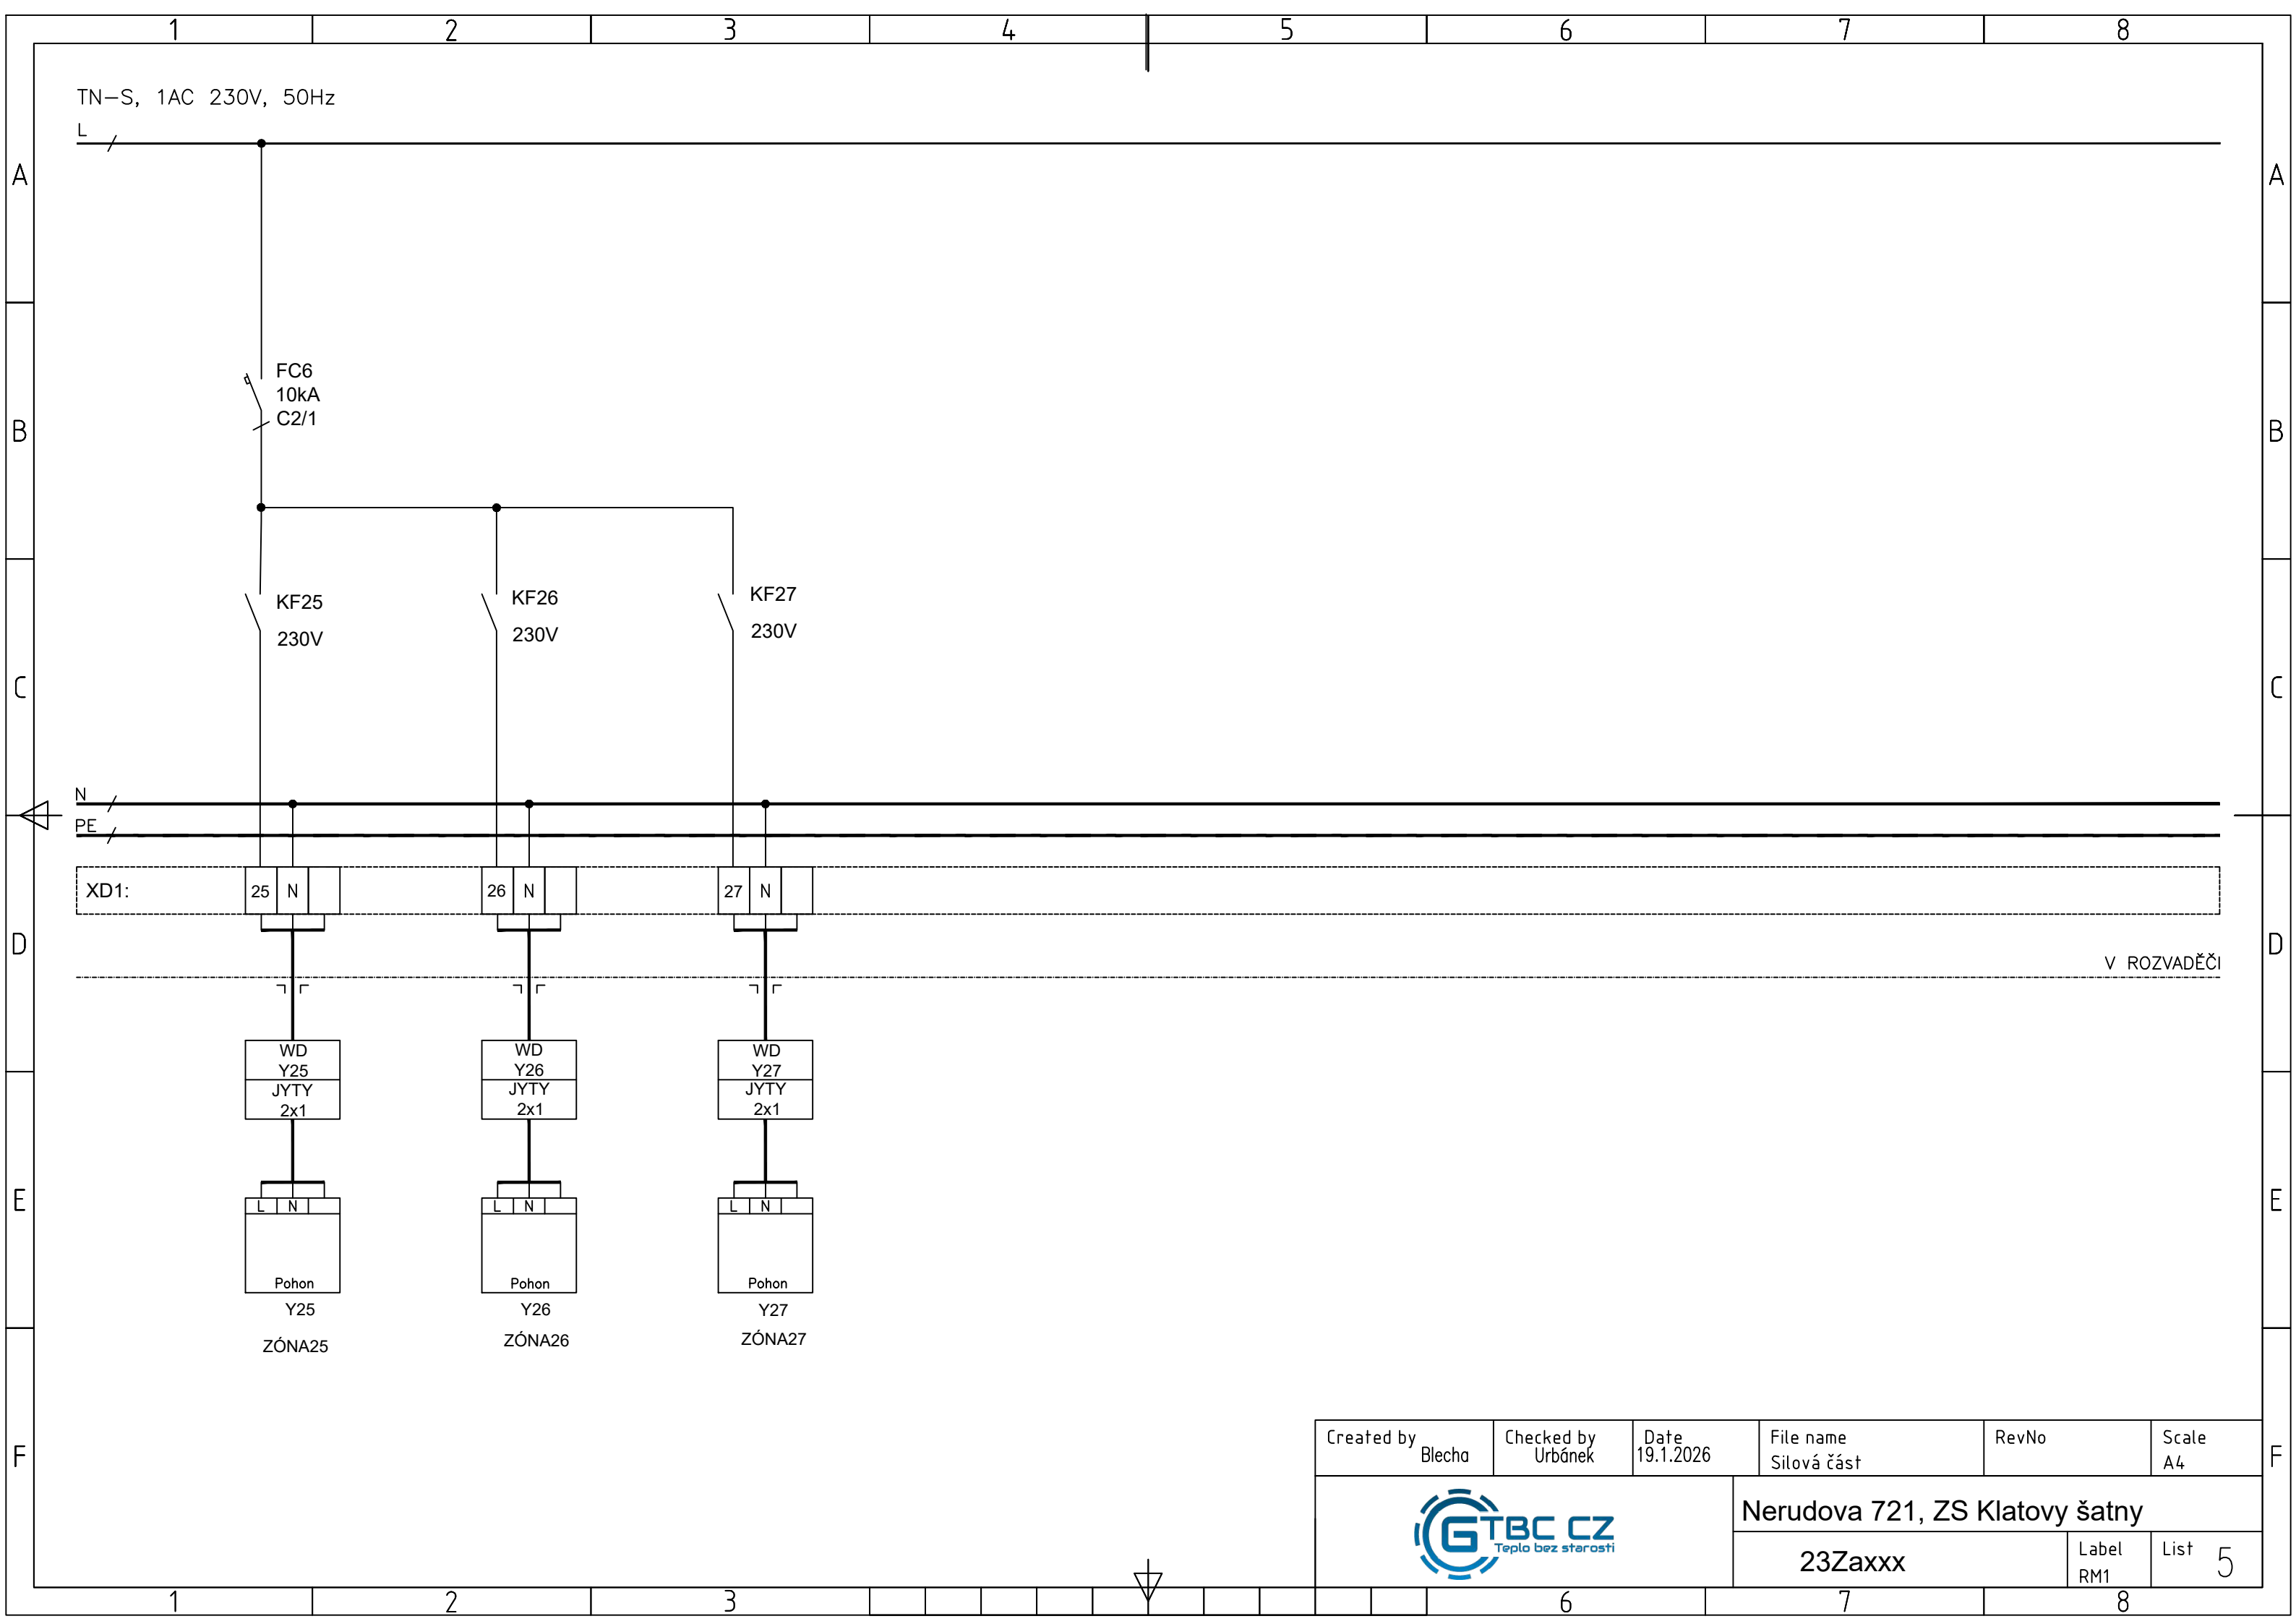 1 2 3 4 5 6 7 8
TN-S, 1AC 230V, 50Hz
L
A A
FC6
10kA
C2/1
B B
KF25
230V
KF26
230V
KF27
230V
C C
N
PE
XD1: 25 N 26 N 27 N
D D
V ROZVADĚČI
WD WD WD
Y25 Y26 Y27
JYTY JYTY JYTY
2x1 2x1 2x1
E E
L N L N L N
Pohon Pohon Pohon
Y25 Y26 Y27
ZÓNA25 ZÓNA26 ZÓNA27
F F
Created by
Blecha
Checked by
Urbánek
Date
19.1.2026
File name
Silová část
RevNo
Scale
A4
GTBC CZ
Teplo bez starosti
Nerudova 721, ZS Klatovy šatny
23Zaxxx
Label
RM1
List 5
1 2 3 6 7 8